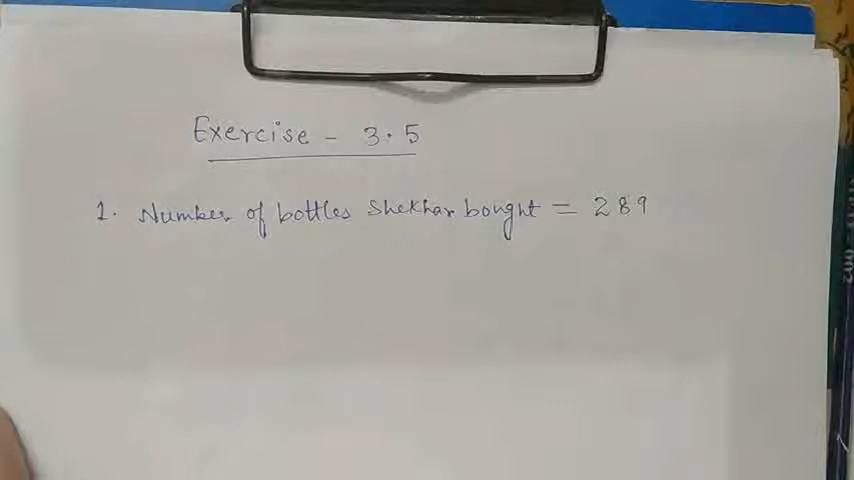 Exercise - 3.5
1. Number of bottles Shekhar bought = 289